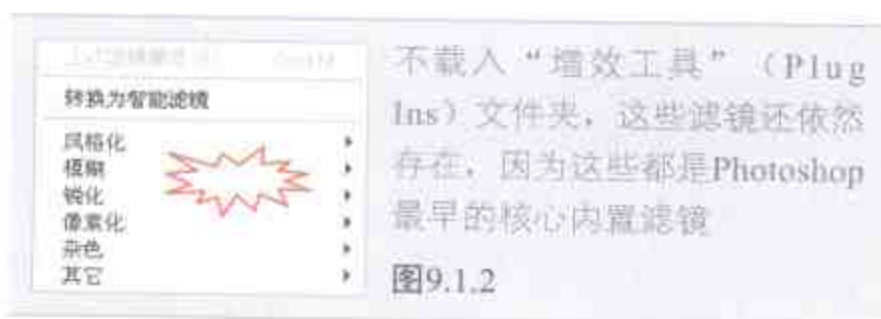 转换为智能滤镜
风格化
模糊
锐化
像素化
杂色
其它
不载入“增效工具”（Plug
Ins）文件夹，这些滤镜还依然
存在，因为这些都是Photoshop
最早的核心内置滤镜
图9.1.2